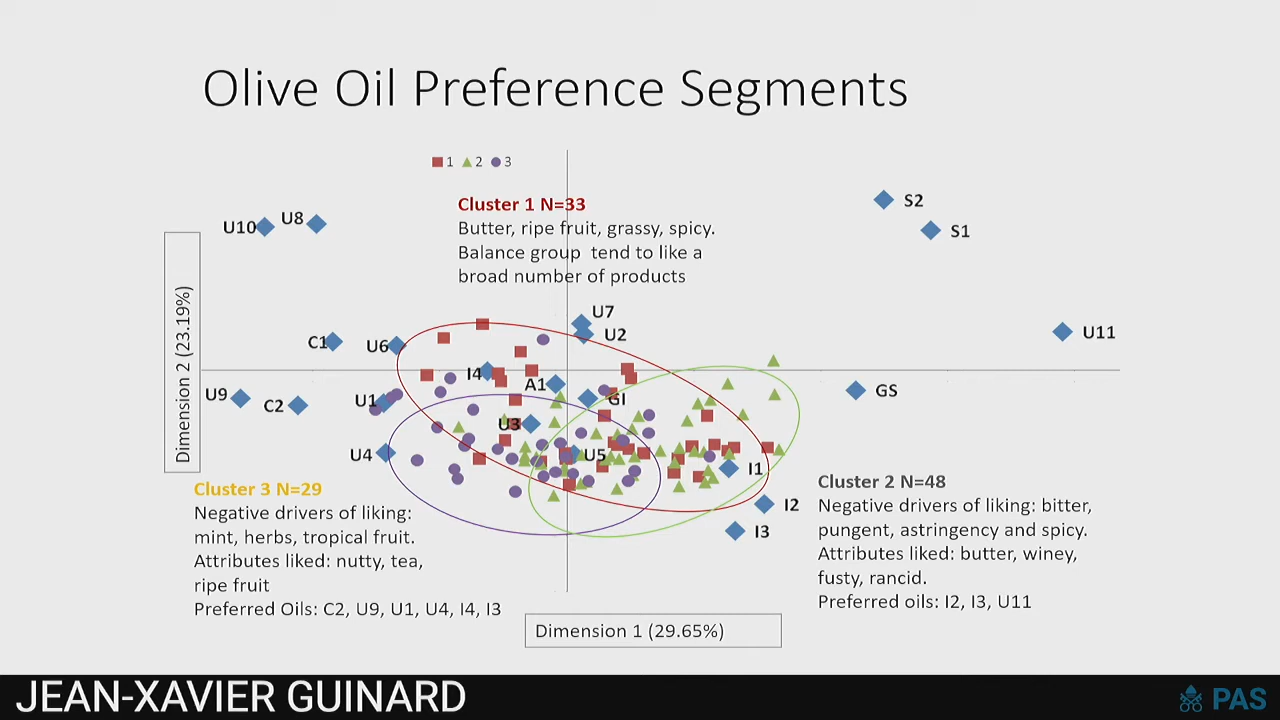 Olive Oil Preference Segments
1 2 3
Cluster 1 N=33
Butter, ripe fruit, grassy, spicy.
Balance group tend to like a
broad number of products
S2
S1
U10
U8
U7
U2
U11
C1
U6
I4
A1
GI
GS
U9
C2
U1
U3
U4
U5
I1
I2
I3
Dimension 2 (23.19%)
Cluster 3 N=29
Negative drivers of liking:
mint, herbs, tropical fruit.
Attributes liked: nutty, tea,
ripe fruit
Preferred Oils: C2, U9, U1, U4, I4, I3
Cluster 2 N=48
Negative drivers of liking: bitter,
pungent, astringency and spicy.
Attributes liked: butter, winey,
fusty, rancid.
Preferred oils: I2, I3, U11
Dimension 1 (29.65%)
JEAN-XAVIER GUINARD
PAS